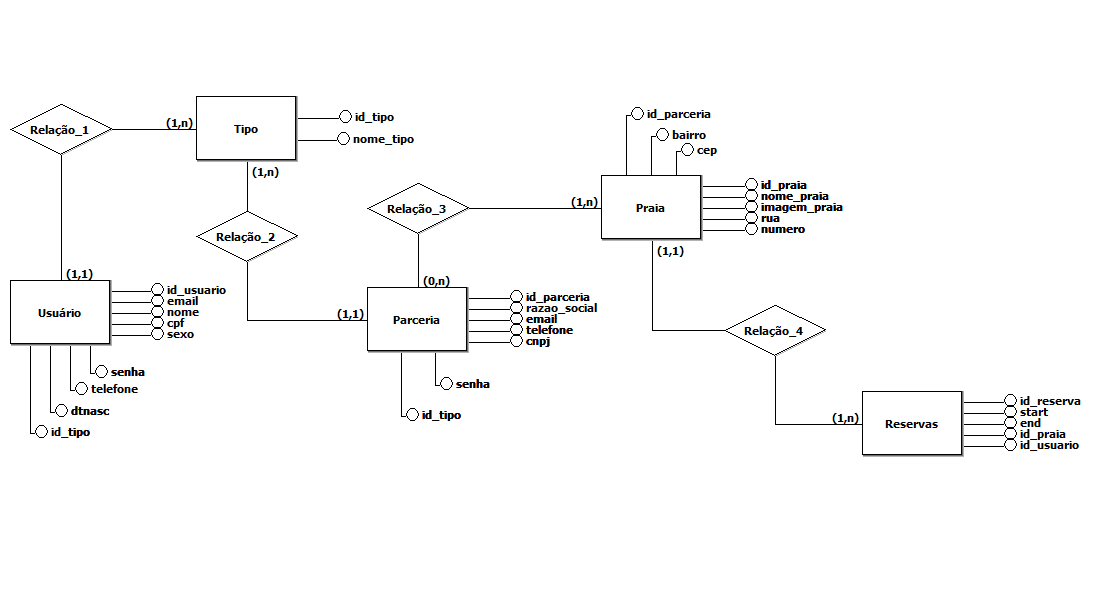 Relação_1
(1,n)
Tipo
id_tipo
nome_tipo
(1,n)
Relação_2
(1,1)
Usuário
id_usuario
email
nome
cpf
sexo
senha
telefone
dtnasc
id_tipo
Relação_3
(1,n)
(0,n)
(1,1)
Parceria
id_parceria
razao_social
email
telefone
cnpj
senha
id_tipo
id_parceria
bairro
cep
Praia
id_praia
nome_praia
imagem_praia
rua
numero
(1,1)
Relação_4
(1,n)
Reservas
id_reserva
start
end
id_praia
id_usuario